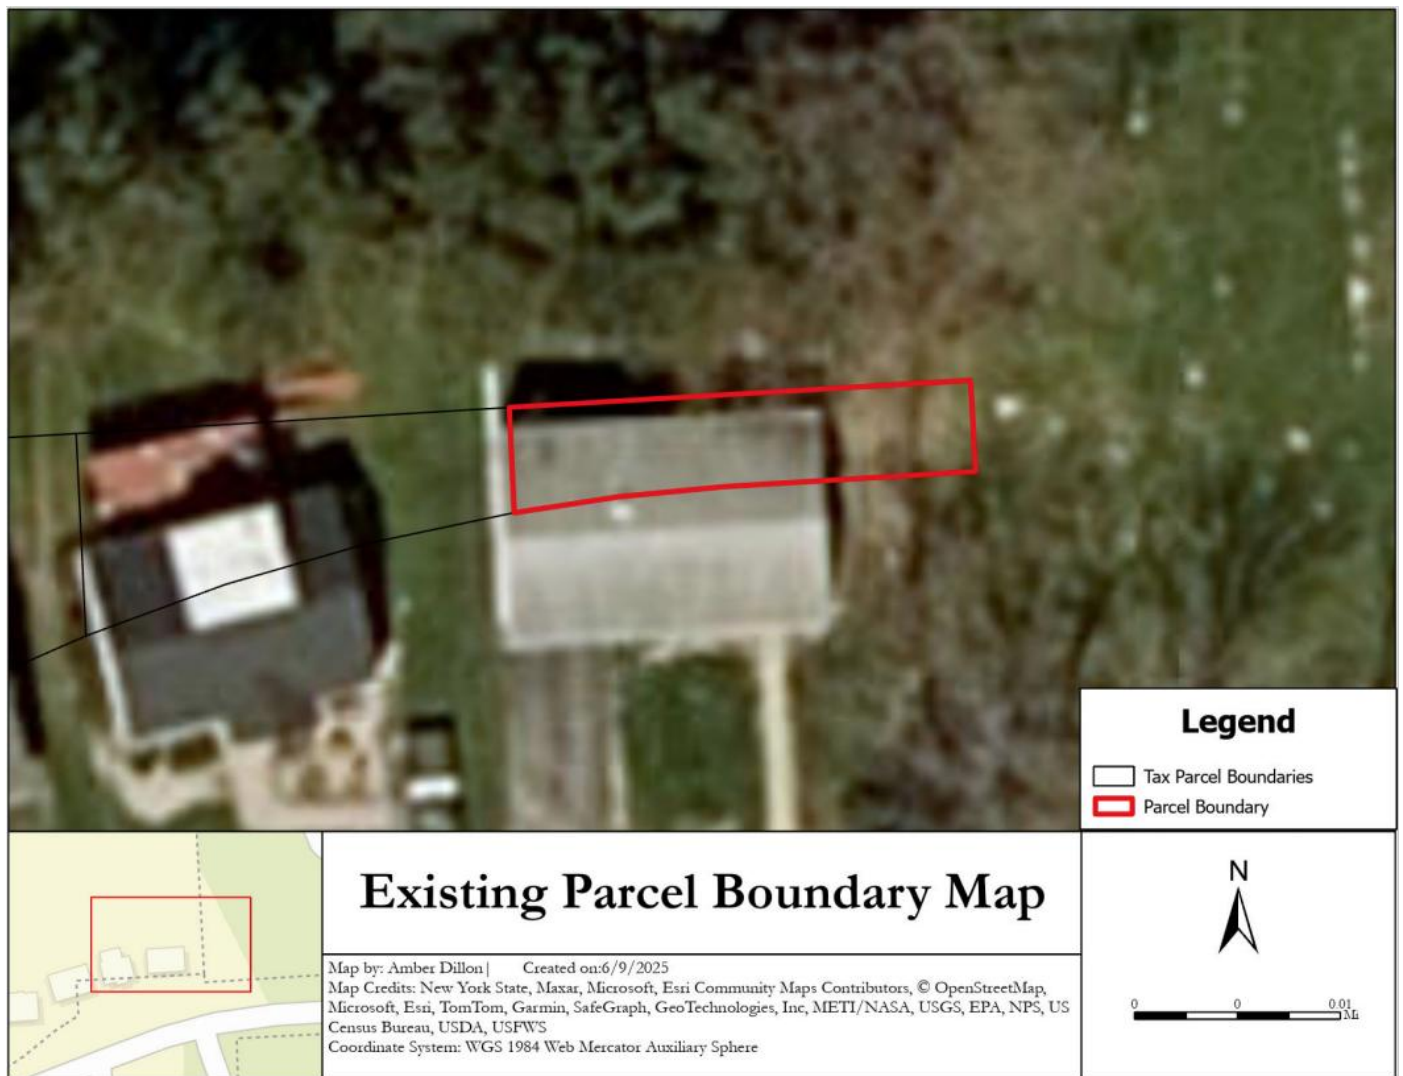 Legend
Tax Parcel Boundaries
Parcel Boundary
Existing Parcel Boundary Map
Map by: Amber Dillon| Created on:6/9/2025
Map Credits: New York State, Maxar, Microsoft, Esri Community Maps Contributors, © OpenStreetMap,
Microsoft, Esri, TomTom, Garmin, SafeGraph, GeoTechnologies, Inc, METI/NASA, USGS, EPA, NPS, US
Census Bureau, USDA, USFWS
Coordinate System: WGS 1984 Web Mercator Auxiliary Sphere
N
0 0 0.01
Mi